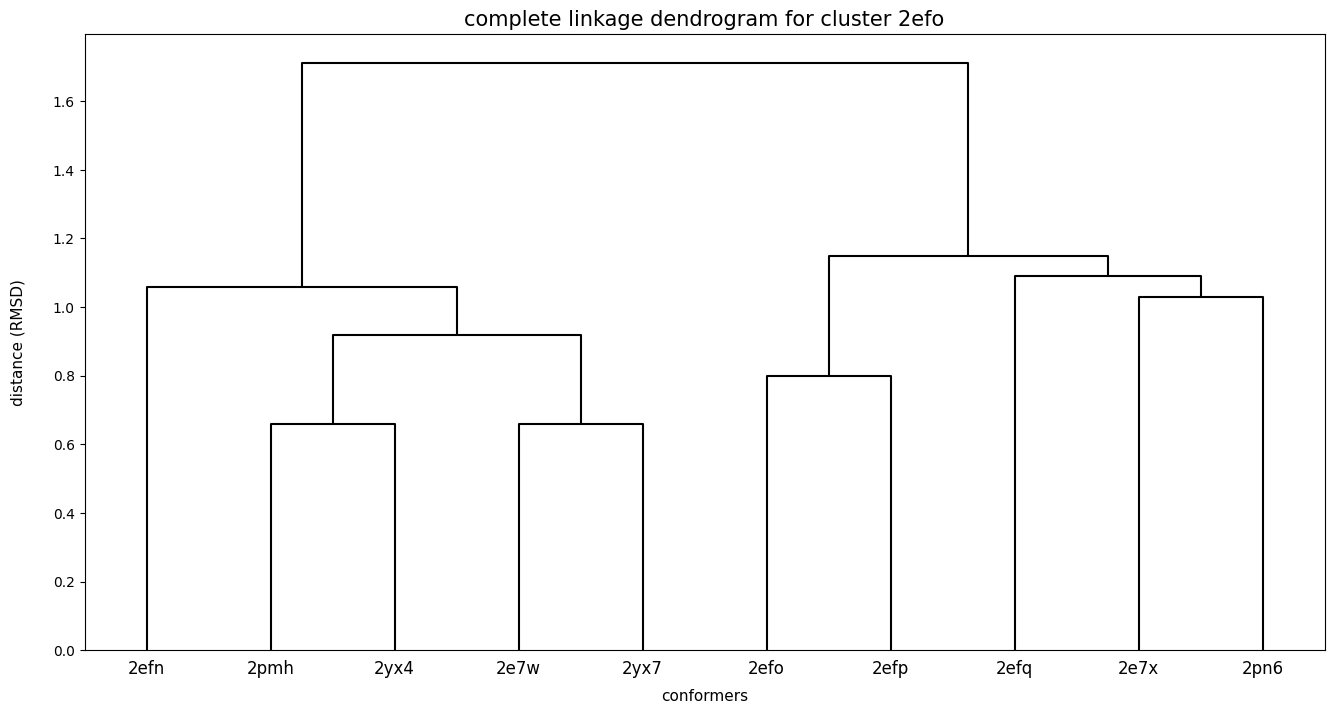 complete linkage dendrogram for cluster 2efo
distance (RMSD)
1.6
1.4
1.2
1.0
0.8
0.6
0.4
0.2
0.0
2efn 2pmh 2yx4 2e7w 2yx7 2efo 2efp 2efq 2e7x 2pn6
conformers